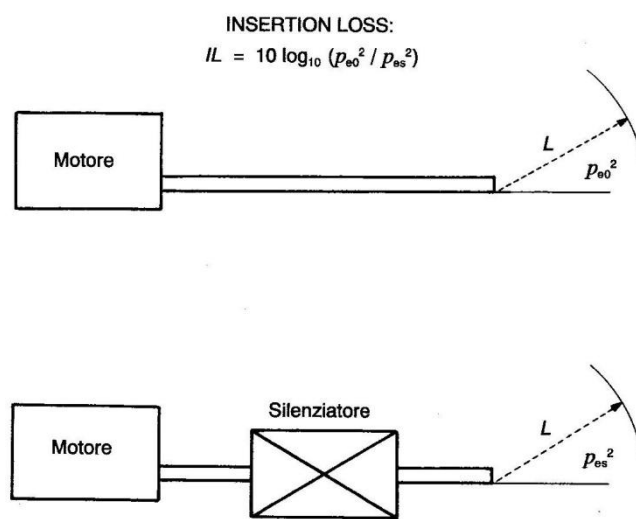 INSERTION LOSS:
IL = 10 log₁₀ (pₑ₀² / pₑₛ²)
Motore
L
pₑ₀²
Silenziatore
Motore
L
pₑₛ²